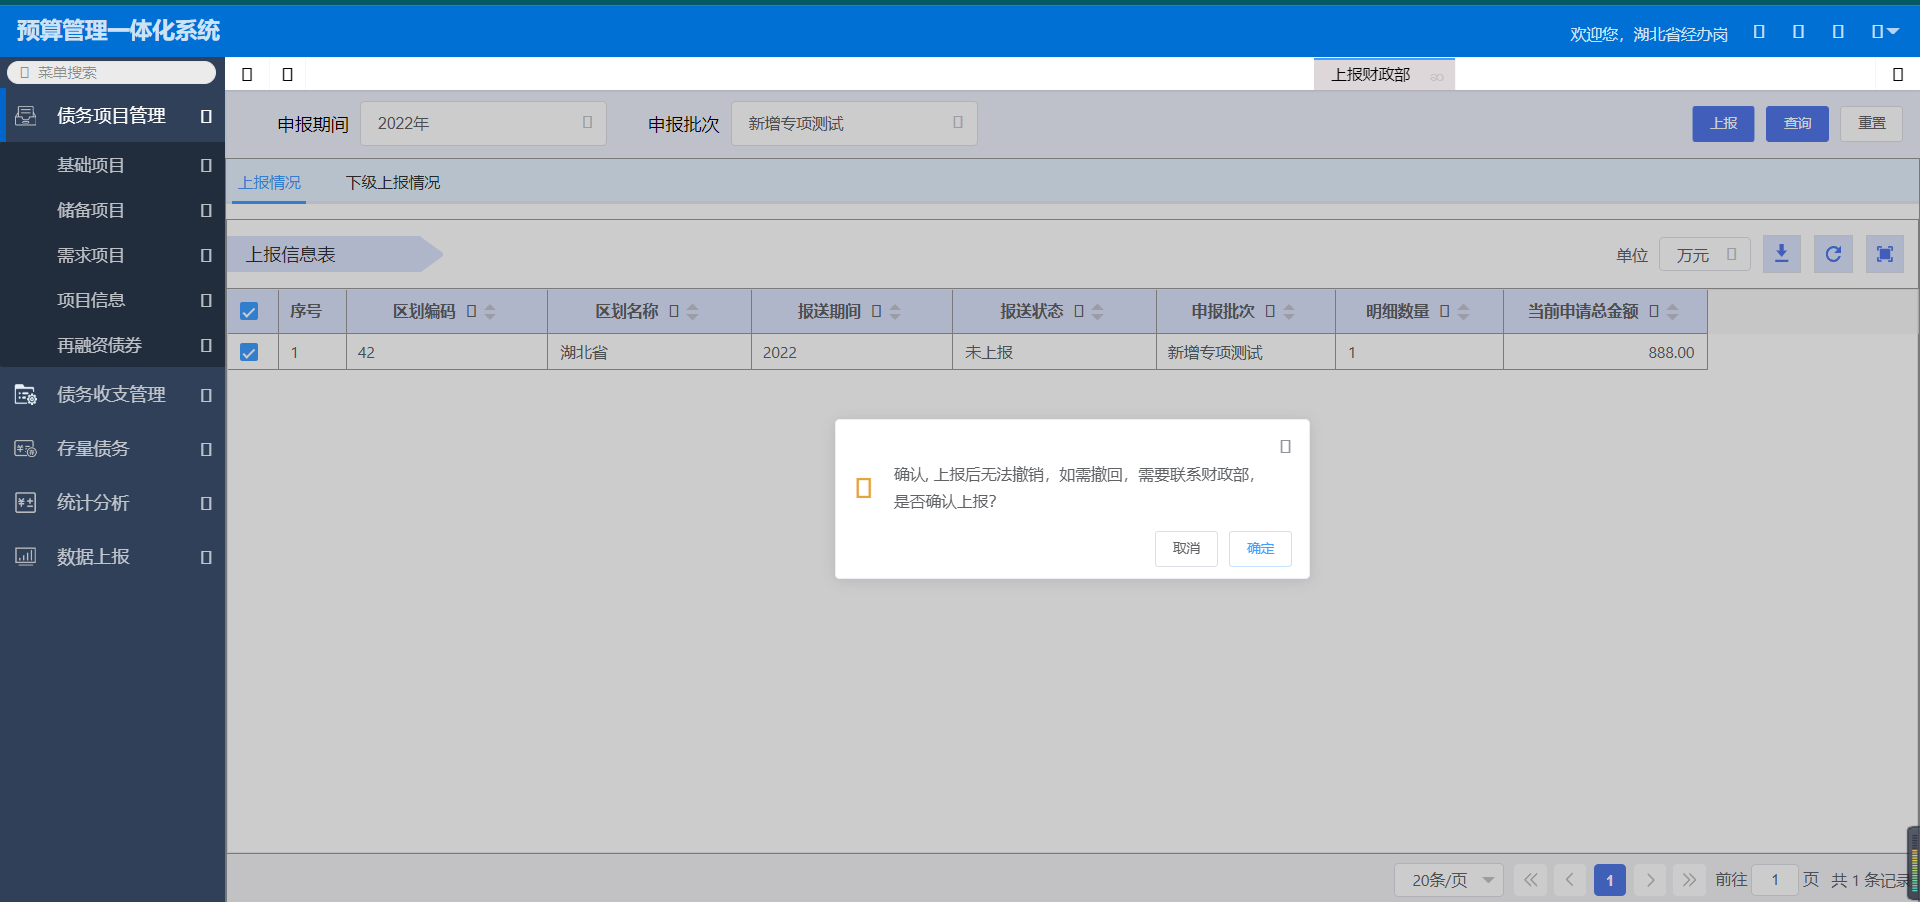 预算管理一体化系统
欢迎您，湖北省经办岗
菜单搜索
上报财政部
债务项目管理
基础项目
储备项目
需求项目
项目信息
再融资债券
债务收支管理
存量债务
统计分析
数据上报
申报期间 2022年 申报批次 新增专项测试 上报 查询 重置
上报情况 下级上报情况
上报信息表 单位 万元
序号 区划编码 区划名称 报送期间 报送状态 申报批次 明细数量 当前申请总金额
1 42 湖北省 2022 未上报 新增专项测试 1 888.00
确认, 上报后无法撤销，如需撤回，需要联系财政部，
是否确认上报？
取消 确定
20条/页 1 前往 1 页 共 1 条记录